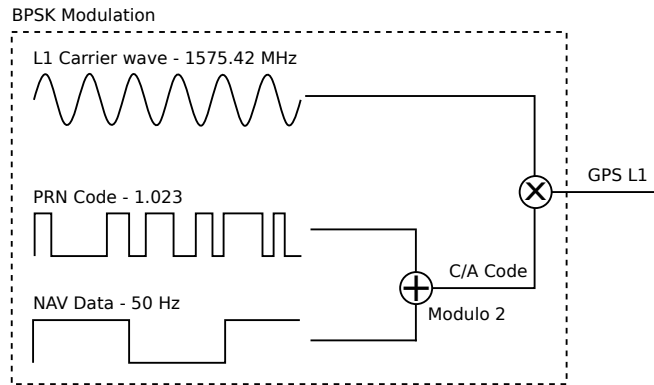 BPSK Modulation
L1 Carrier wave - 1575.42 MHz
GPS L1
PRN Code - 1.023
C/A Code
NAV Data - 50 Hz
Modulo 2